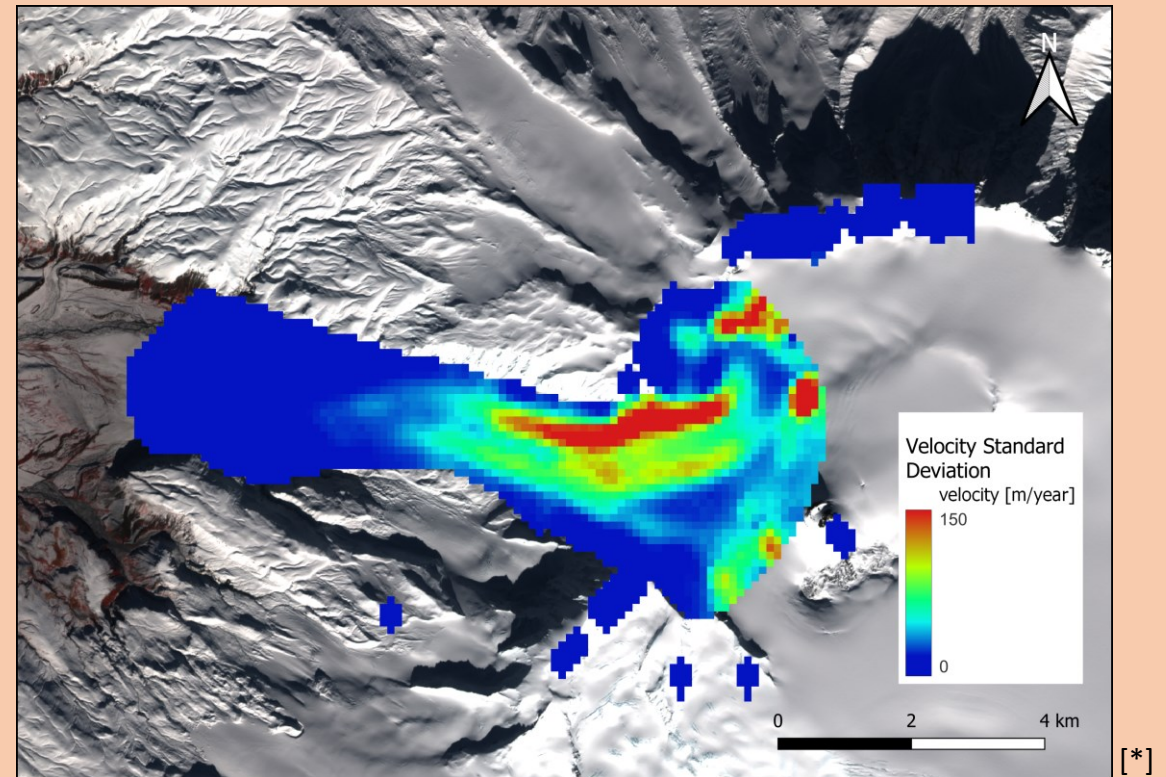 N
Velocity Standard
Deviation
velocity [m/year]
150
0
0 2 4 km
[*]